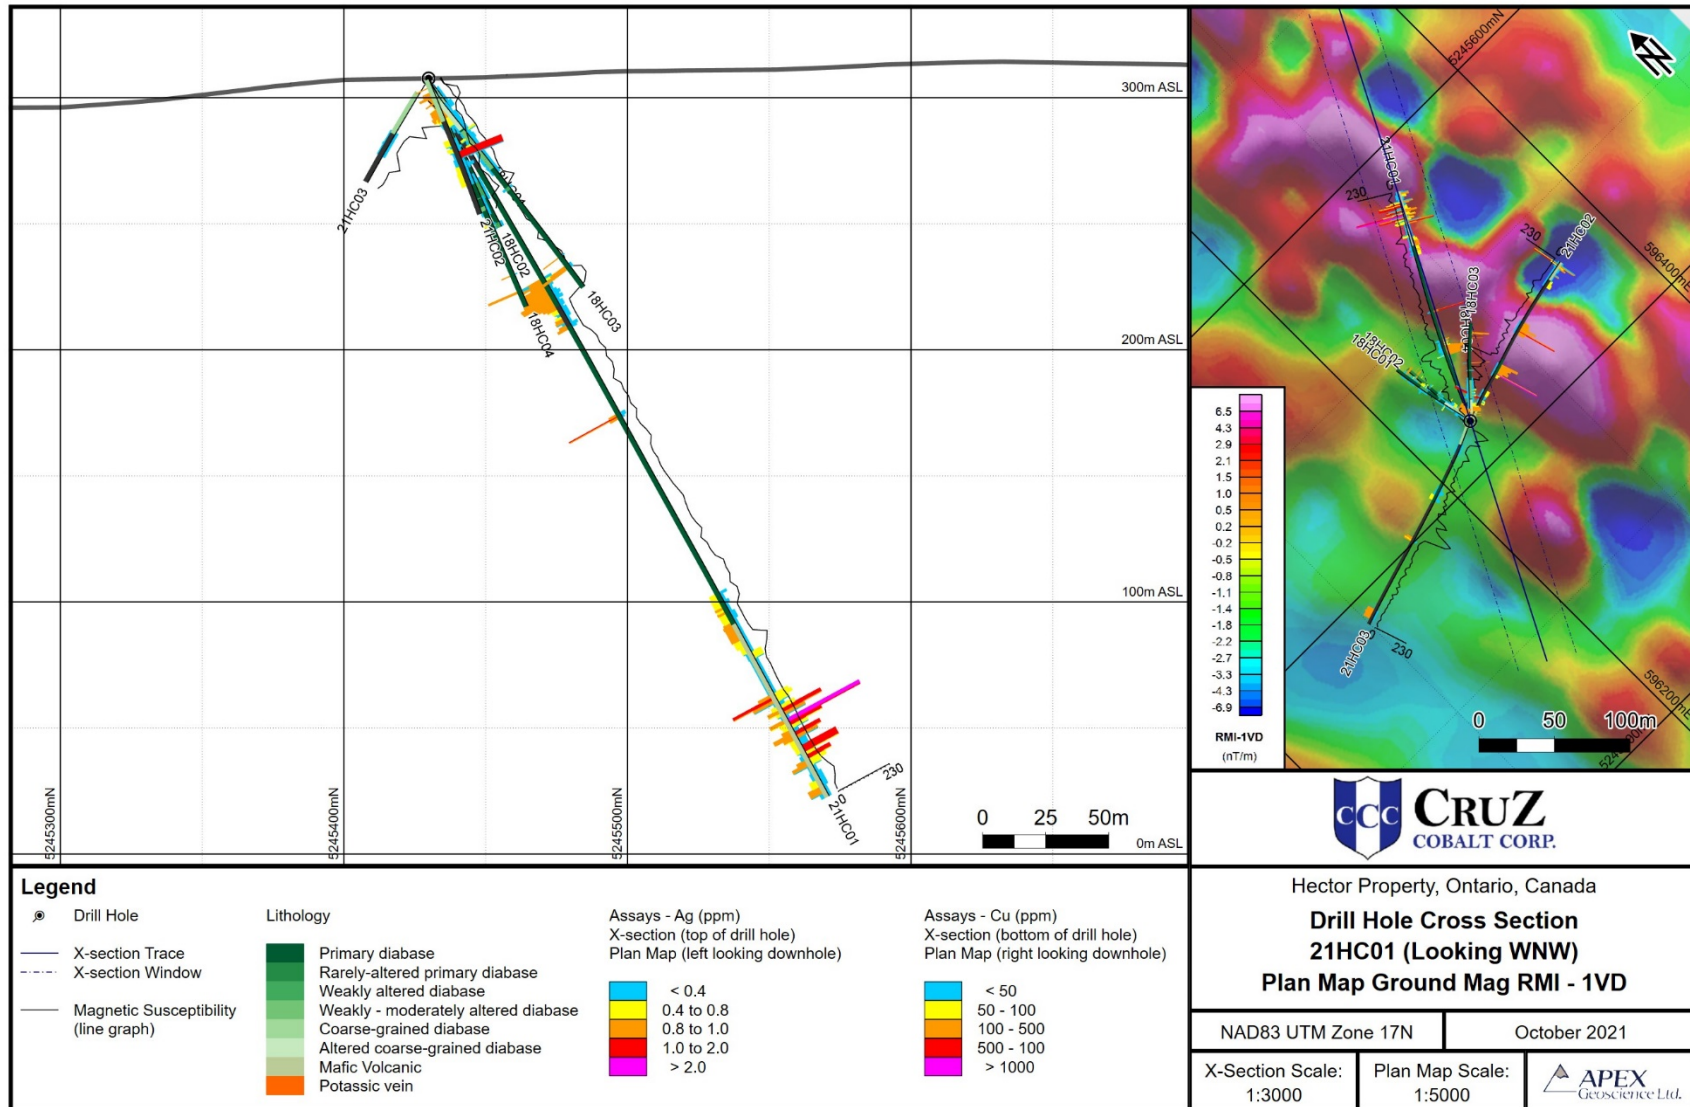 300m ASL
200m ASL
100m ASL
0m ASL
5245300mN
5245400mN
5245500mN
5245600mN
21HC03
21HC02
18HC02
18HC04
18HC03
21HC01
230
0 25 50m
5245600mN
596400mE
596200mE
21HC01
230
230
21HC02
18HC03
18HC02
18HC01
21HC03
230
6.5
4.3
2.9
2.1
1.5
1.0
0.5
0.2
-0.2
-0.5
-0.8
-1.1
-1.4
-1.8
-2.2
-2.7
-3.3
-4.3
-6.9
RMI-1VD
(nT/m)
0 50 100m
CCC CRUZ
COBALT CORP.
Hector Property, Ontario, Canada
Drill Hole Cross Section
21HC01 (Looking WNW)
Plan Map Ground Mag RMI - 1VD
NAD83 UTM Zone 17N
October 2021
X-Section Scale:
1:3000
Plan Map Scale:
1:5000
APEX
Geoscience Ltd.
Legend
Drill Hole
X-section Trace
X-section Window
Magnetic Susceptibility
(line graph)
Lithology
Primary diabase
Rarely-altered primary diabase
Weakly altered diabase
Weakly - moderately altered diabase
Coarse-grained diabase
Altered coarse-grained diabase
Mafic Volcanic
Potassic vein
Assays - Ag (ppm)
X-section (top of drill hole)
Plan Map (left looking downhole)
< 0.4
0.4 to 0.8
0.8 to 1.0
1.0 to 2.0
> 2.0
Assays - Cu (ppm)
X-section (bottom of drill hole)
Plan Map (right looking downhole)
< 50
50 - 100
100 - 500
500 - 100
> 1000